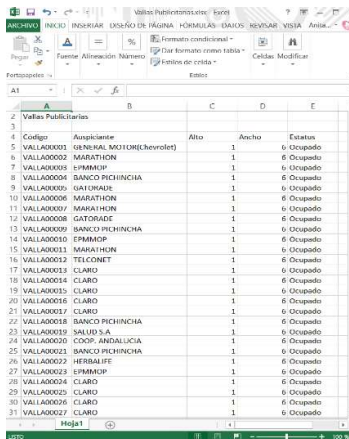 Vallas Publicitarias.xlsx - Excel
ARCHIVO INICIO INSERTAR DISEÑO DE PÁGINA FÓRMULAS DATOS REVISAR VISTA
Pegar Fuente Alineación Número Formato condicional Dar formato como tabla Estilos de celda Celdas Modificar
Portapapeles Estilos
A1 fx
A B C D E
2 Vallas Publicitarias
3
4 Código Auspiciante Alto Ancho Estatus
5 VALLA00001 GENERAL MOTOR(Chevrolet) 1 6 Ocupado
6 VALLA00002 MARATHON 1 6 Ocupado
7 VALLA00003 EPMMOP 1 6 Ocupado
8 VALLA00004 BANCO PICHINCHA 1 6 Ocupado
9 VALLA00005 GATORADE 1 6 Ocupado
10 VALLA00006 MARATHON 1 6 Ocupado
11 VALLA00007 MARATHON 1 6 Ocupado
12 VALLA00008 GATORADE 1 6 Ocupado
13 VALLA00009 BANCO PICHINCHA 1 6 Ocupado
14 VALLA00010 EPMMOP 1 6 Ocupado
15 VALLA00011 MARATHON 1 6 Ocupado
16 VALLA00012 TELCONET 1 6 Ocupado
17 VALLA00013 CLARO 1 6 Ocupado
18 VALLA00014 CLARO 1 6 Ocupado
19 VALLA00015 CLARO 1 6 Ocupado
20 VALLA00016 CLARO 1 6 Ocupado
21 VALLA00017 CLARO 1 6 Ocupado
22 VALLA00018 BANCO PICHINCHA 1 6 Ocupado
23 VALLA00019 SALUD S.A 1 6 Ocupado
24 VALLA00020 COOP. ANDALUCIA 1 6 Ocupado
25 VALLA00021 BANCO PICHINCHA 1 6 Ocupado
26 VALLA00022 HERBALIFE 1 6 Ocupado
27 VALLA00023 EPMMOP 1 6 Ocupado
28 VALLA00024 CLARO 1 6 Ocupado
29 VALLA00025 CLARO 1 6 Ocupado
30 VALLA00026 CLARO 1 6 Ocupado
31 VALLA00027 CLARO 1 6 Ocupado
Hoja1
LISTO 100 %